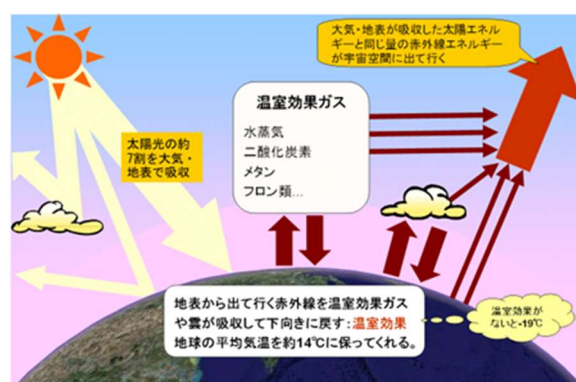 大気・地表が吸収した太陽エネル
ギーと同じ量の赤外線エネルギー
が宇宙空間に出て行く
温室効果ガス
水蒸気
二酸化炭素
メタン
フロン類…
太陽光の約
7割を大気・
地表で吸収
地表から出て行く赤外線を温室効果ガス
や雲が吸収して下向きに戻す:温室効果
地球の平均気温を約14℃に保ってくれる。
温室効果が
ないと-19℃